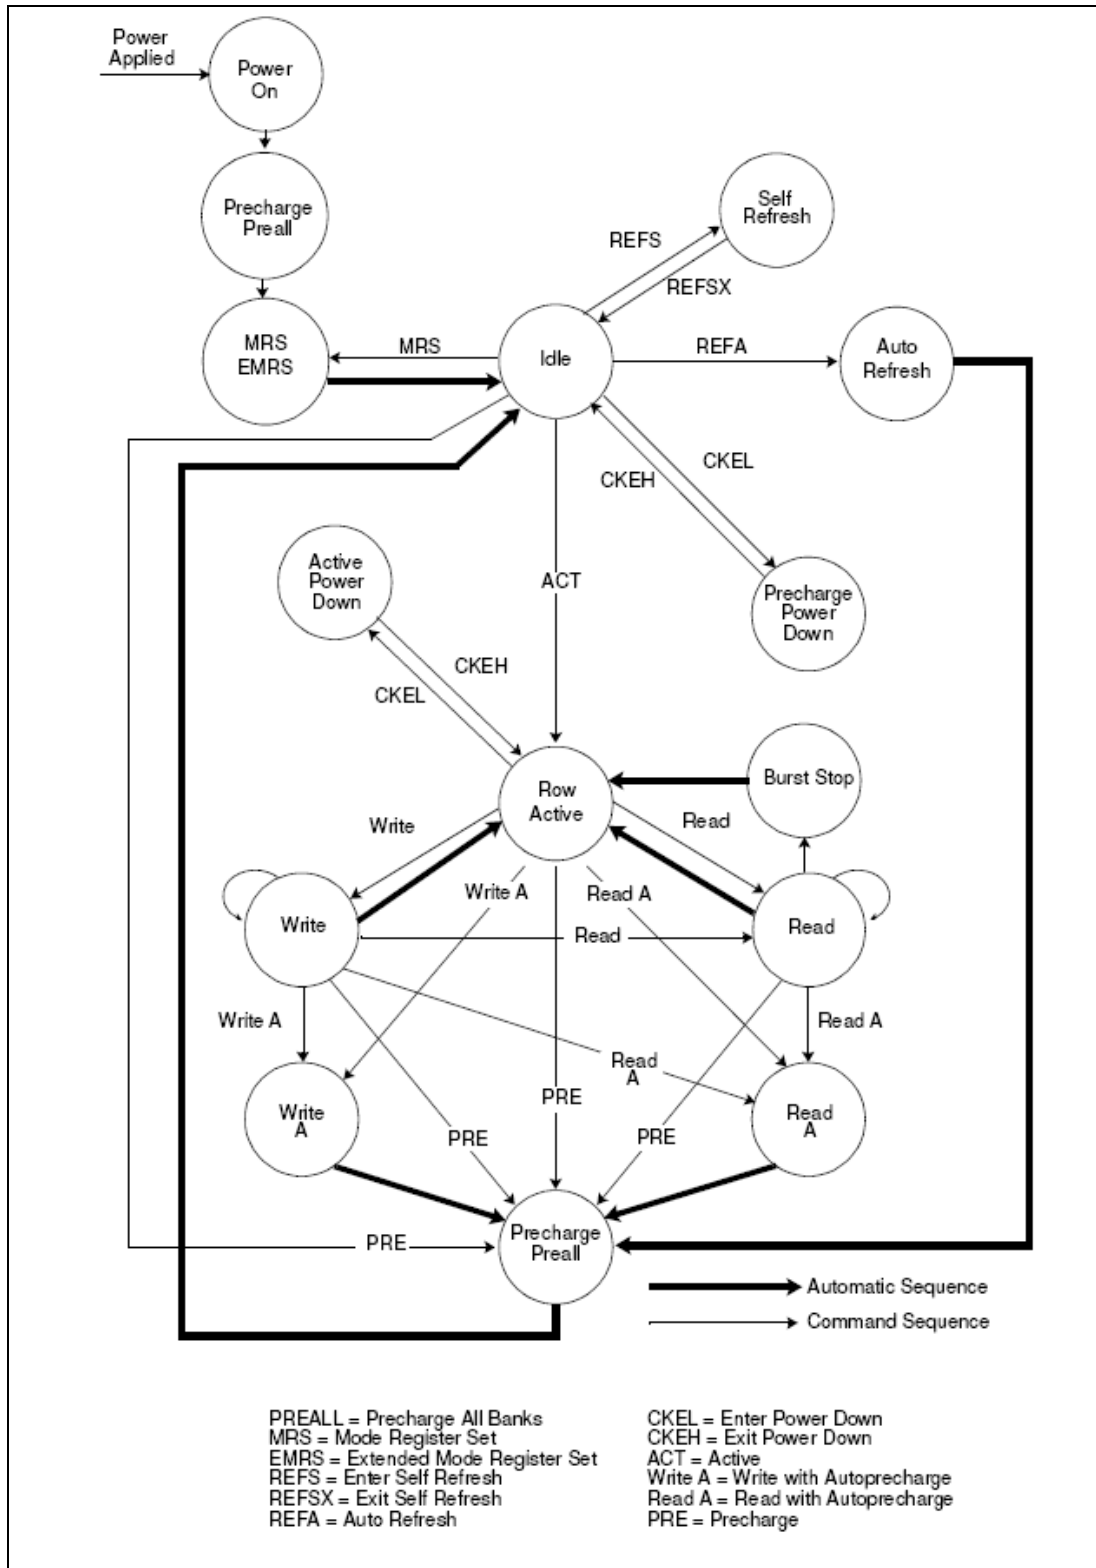 Power
Applied
Power
On
Precharge
Preall
Self
Refresh
REFS
REFSX
MRS
EMRS
MRS
Idle
REFA
Auto
Refresh
CKEL
CKEH
Active
Power
Down
ACT
Precharge
Power
Down
CKEH
CKEL
Burst Stop
Row
Active
Write
Read
Write A
Read A
Write
Read
Read
Write A
Read A
Read
A
Write
A
PRE
Read
A
PRE
PRE
Precharge
Preall
PRE
Automatic Sequence
Command Sequence
PREALL = Precharge All Banks
MRS = Mode Register Set
EMRS = Extended Mode Register Set
REFS = Enter Self Refresh
REFSX = Exit Self Refresh
REFA = Auto Refresh
CKEL = Enter Power Down
CKEH = Exit Power Down
ACT = Active
Write A = Write with Autoprecharge
Read A = Read with Autoprecharge
PRE = Precharge